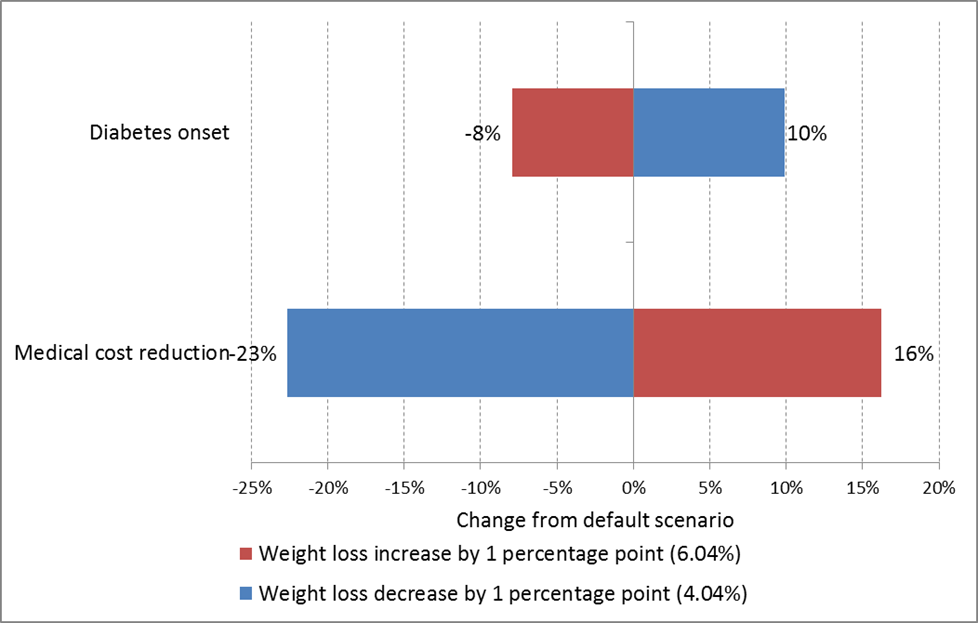 Diabetes onset
-8%
10%
Medical cost reduction
-23%
16%
-25% -20% -15% -10% -5% 0% 5% 10% 15% 20%
Change from default scenario
Weight loss increase by 1 percentage point (6.04%)
Weight loss decrease by 1 percentage point (4.04%)